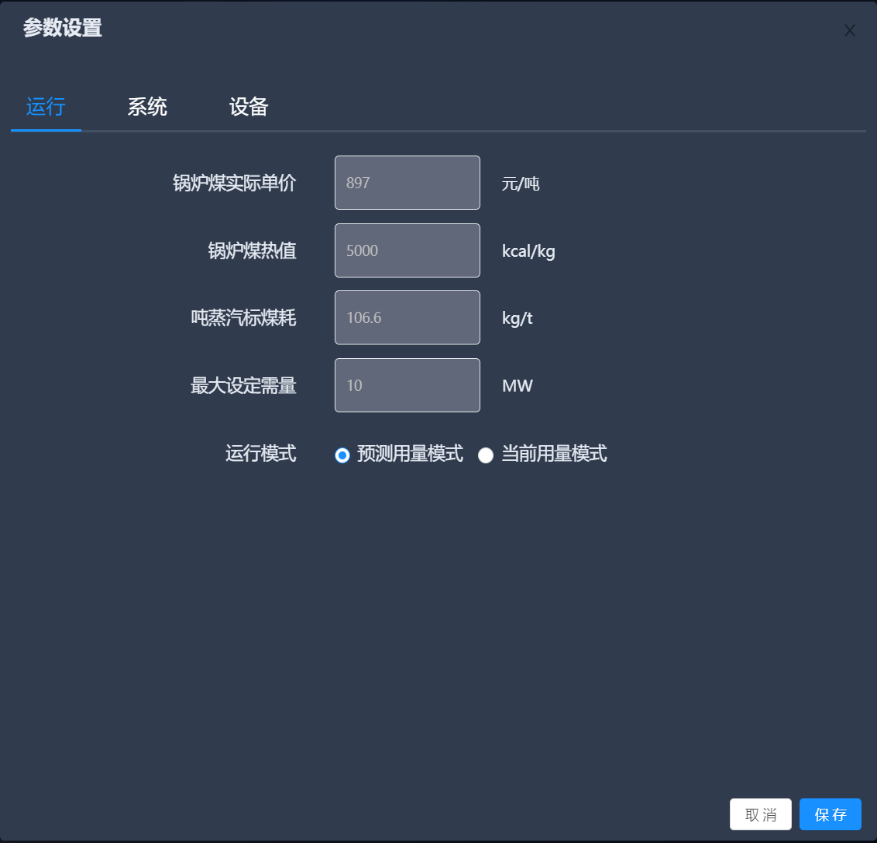 参数设置 X
运行 系统 设备
锅炉煤实际单价 897 元/吨
锅炉煤热值 5000 kcal/kg
吨蒸汽标煤耗 106.6 kg/t
最大设定需量 10 MW
运行模式 预测用量模式 当前用量模式
取消 保存